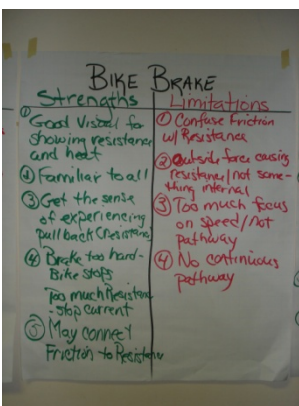 BIKE BRAKE
Strengths
① Good Visual for
showing resistance
and heat
② Familiar to all
③ Get the sense
of experiencing
pull back (resistance)
④ Brake too hard-
Bike stops
Too much Resistance
- stop current
⑤ May connect
Friction to Resistance
Limitations
① Confuse Friction
w/ Resistance
② Outside force causing
resistance/not some-
thing internal
③ Too much focus
on speed/not
pathway
④ No continuous
pathway